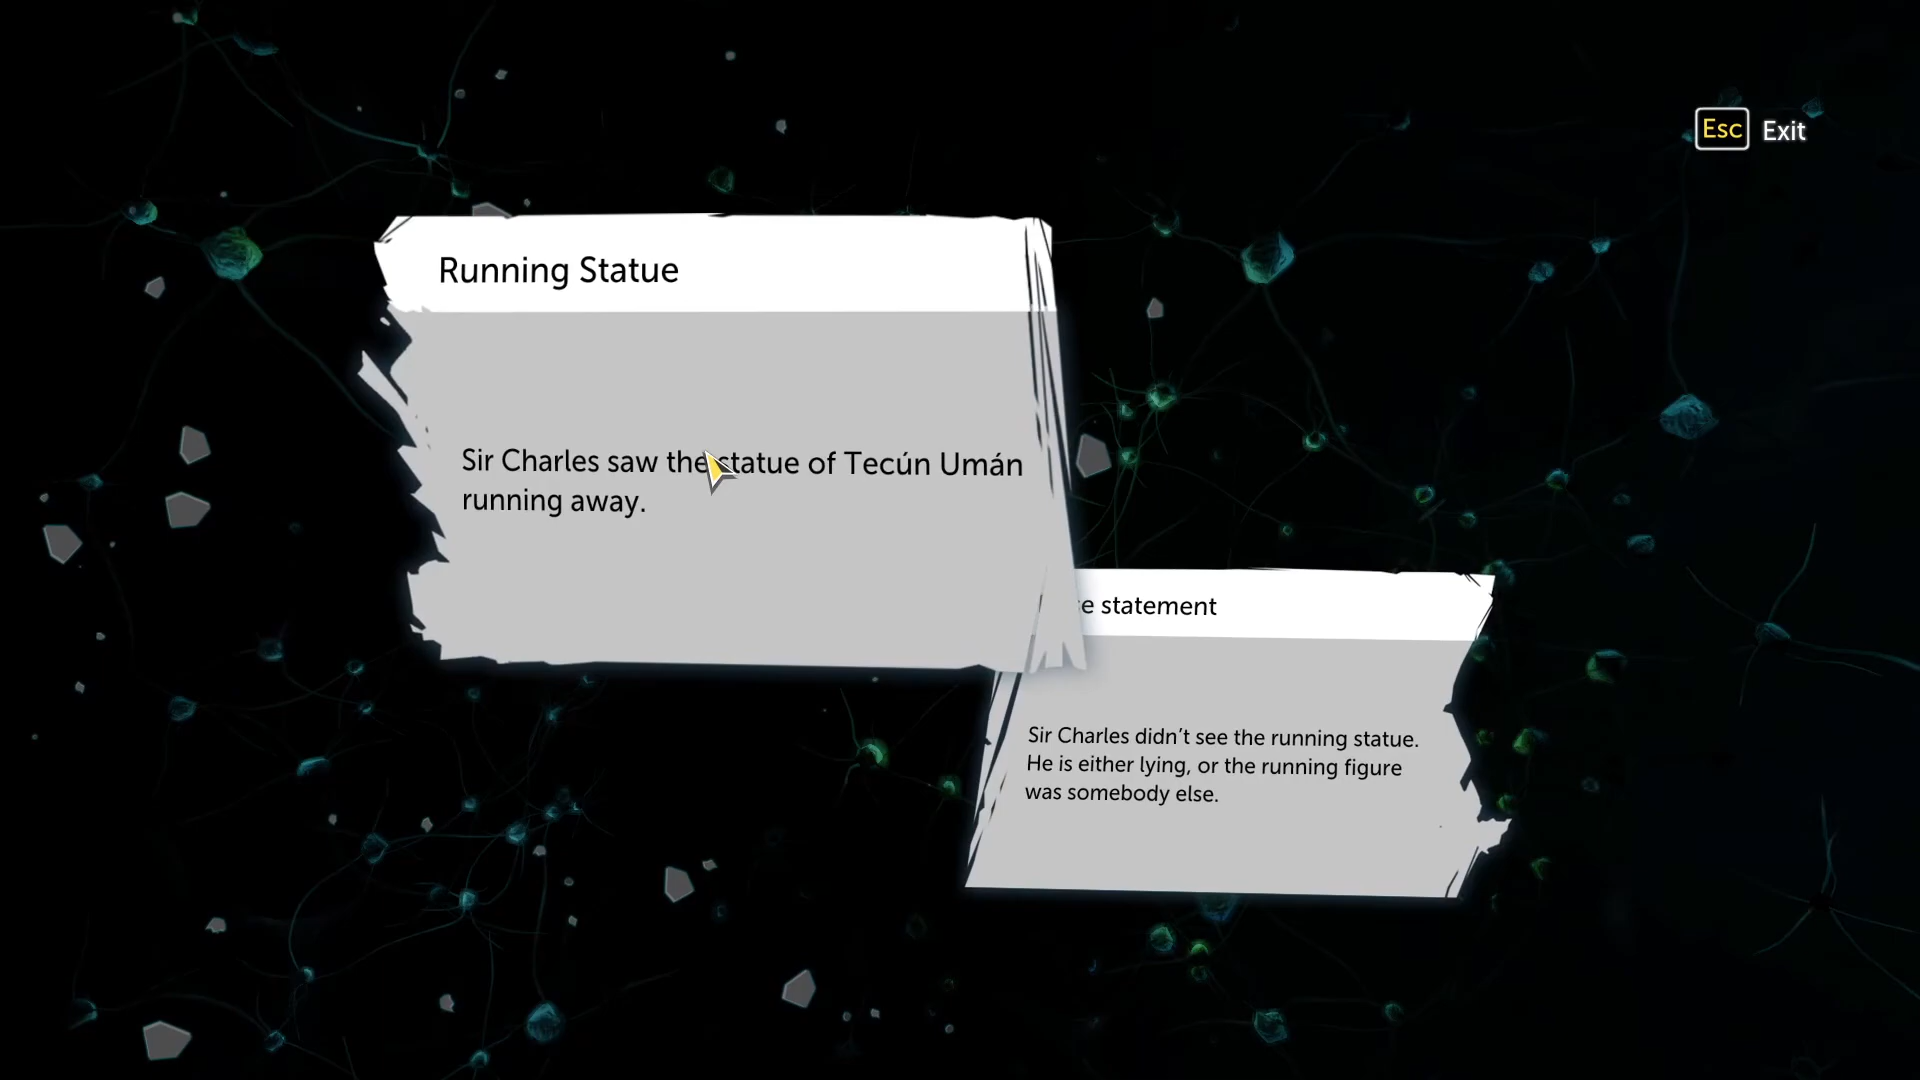 Esc Exit
Running Statue
Sir Charles saw the statue of Tecún Umán
running away.
statement
Sir Charles didn't see the running statue.
He is either lying, or the running figure
was somebody else.